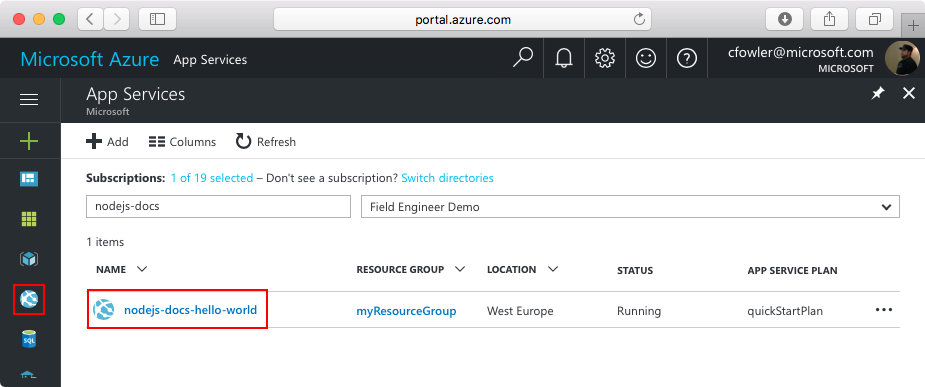 portal.azure.com
Microsoft Azure App Services
cfowler@microsoft.com
MICROSOFT
App Services
Microsoft
Add Columns Refresh
Subscriptions: 1 of 19 selected – Don't see a subscription? Switch directories
nodejs-docs Field Engineer Demo
1 items
NAME RESOURCE GROUP LOCATION STATUS APP SERVICE PLAN
nodejs-docs-hello-world myResourceGroup West Europe Running quickStartPlan
SQL